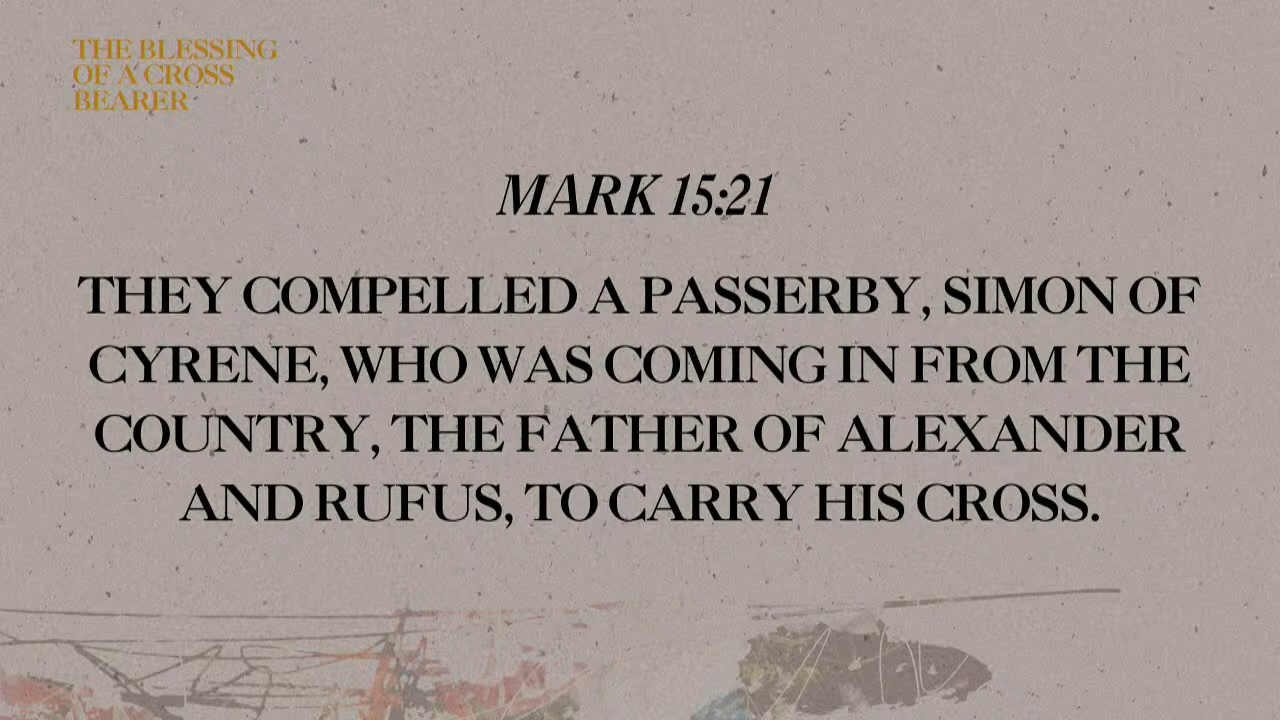 THE BLESSING
OF A CROSS
BEARER
MARK 15:21
THEY COMPELLED A PASSERBY, SIMON OF
CYRENE, WHO WAS COMING IN FROM THE
COUNTRY, THE FATHER OF ALEXANDER
AND RUFUS, TO CARRY HIS CROSS.